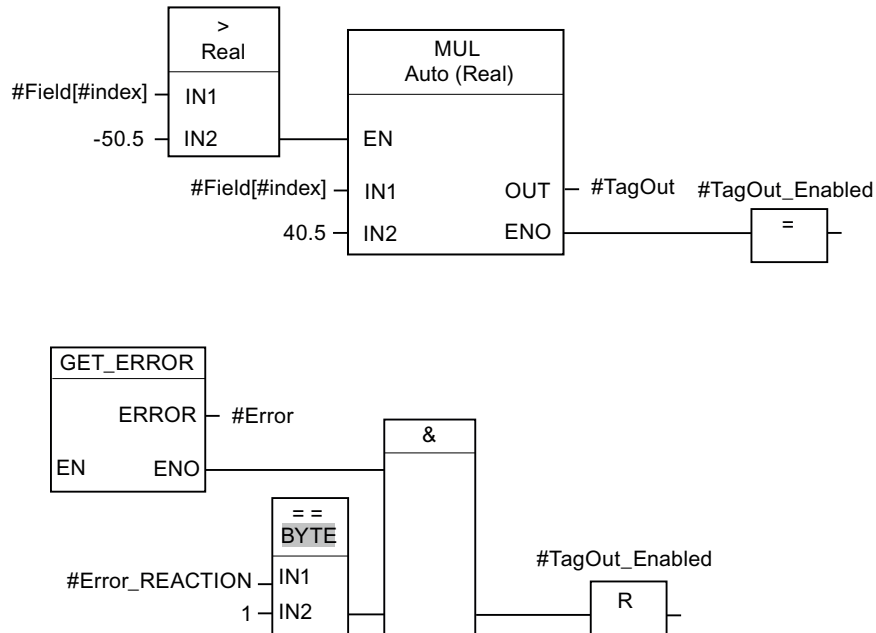 >
Real
#Field[#index]
IN1
-50.5
IN2
MUL
Auto (Real)
EN
#Field[#index]
IN1
OUT
#TagOut
#TagOut_Enabled
40.5
IN2
ENO
=
GET_ERROR
ERROR
#Error
EN
ENO
&
= =
BYTE
#Error_REACTION
IN1
1
IN2
#TagOut_Enabled
R